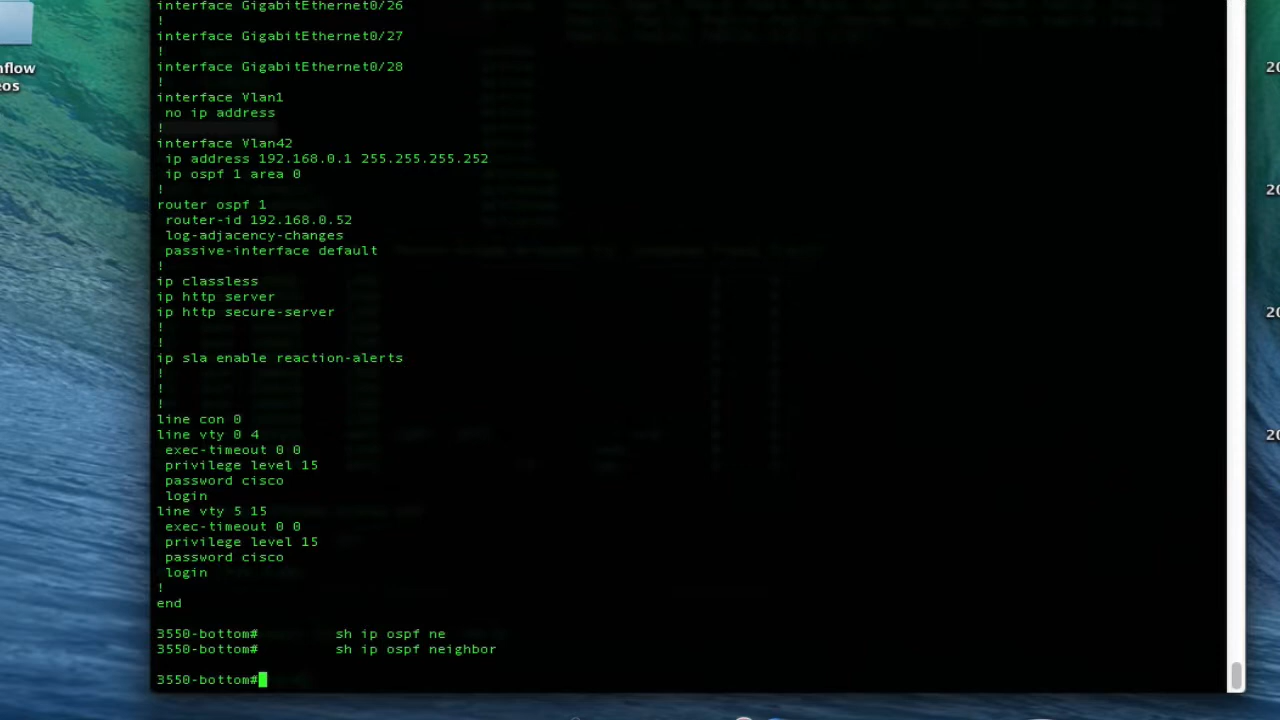 interface GigabitEthernet0/26
!
interface GigabitEthernet0/27
!
interface GigabitEthernet0/28
!
interface Vlan1
 no ip address
!
interface Vlan42
 ip address 192.168.0.1 255.255.255.252
 ip ospf 1 area 0
!
router ospf 1
 router-id 192.168.0.52
 log-adjacency-changes
 passive-interface default
!
ip classless
ip http server
ip http secure-server
!
!
ip sla enable reaction-alerts
!
!
!
line con 0
line vty 0 4
 exec-timeout 0 0
 privilege level 15
 password cisco
 login
line vty 5 15
 exec-timeout 0 0
 privilege level 15
 password cisco
 login
!
end
3550-bottom#         sh ip ospf ne
3550-bottom#         sh ip ospf neighbor
3550-bottom#
nflow
eos
20
20
20
20